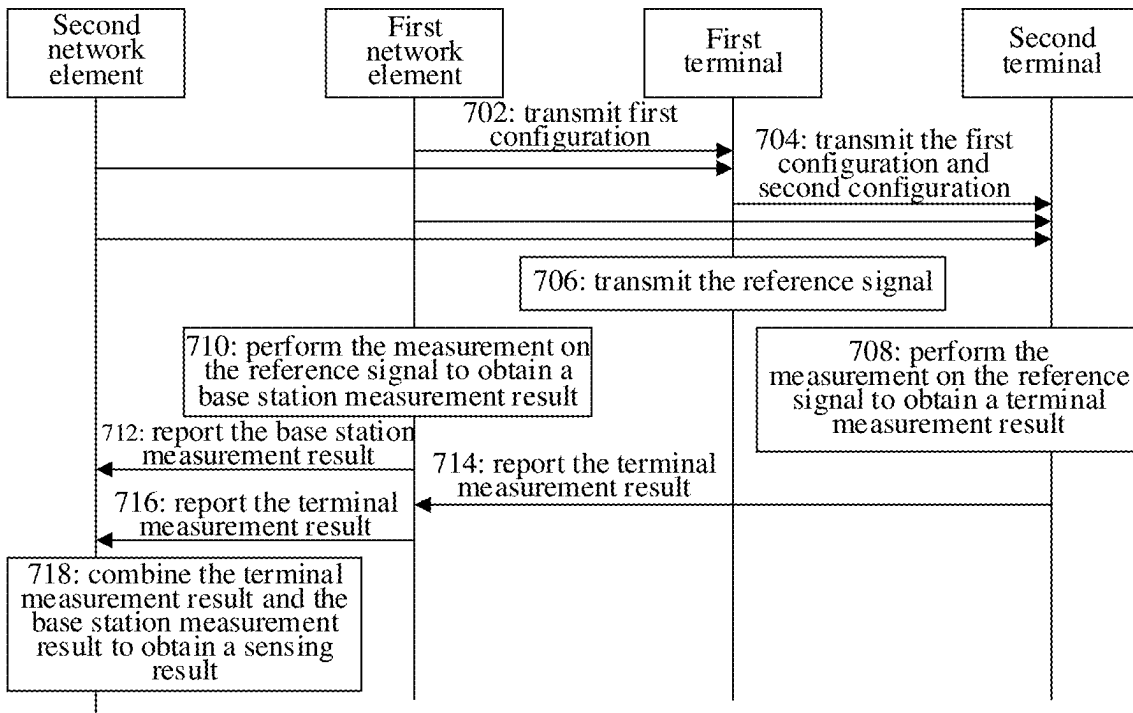 Second
network
element
First
network
element
First
terminal
Second
terminal
702: transmit first
configuration
704: transmit the first
configuration and
second configuration
706: transmit the reference signal
710: perform the measurement on
the reference signal to obtain a
base station measurement result
708: perform the
measurement on the reference
signal to obtain a terminal
measurement result
712: report the base station
measurement result
714: report the terminal
measurement result
716: report the terminal
measurement result
718: combine the terminal
measurement result and the
base station measurement
result to obtain a sensing
result